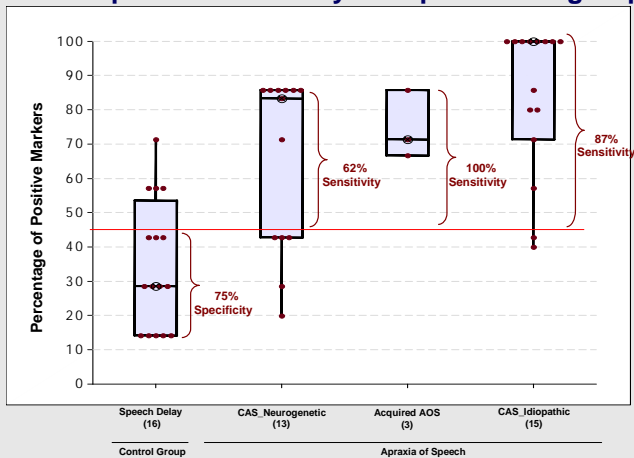 Percentage of Positive Markers
100
90
80
70
60
50
40
30
20
10
0
75%
Specificity
62%
Sensitivity
100%
Sensitivity
87%
Sensitivity
Speech Delay
(16)
CAS_Neurogenetic
(13)
Acquired AOS
(3)
CAS_Idiopathic
(15)
Control Group
Apraxia of Speech